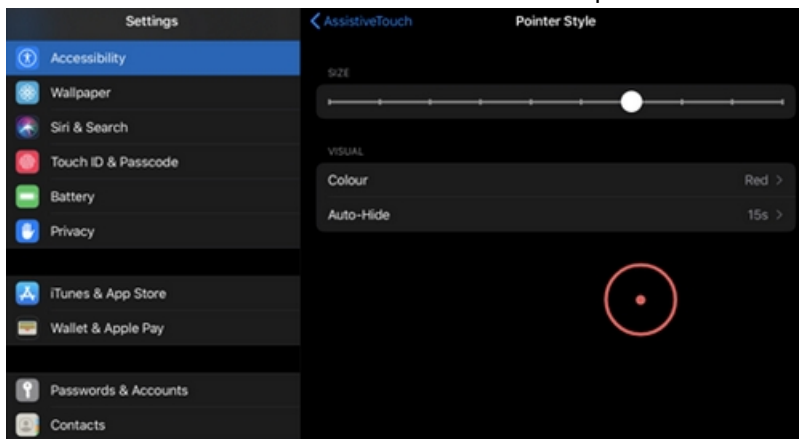 Settings
Accessibility
Wallpaper
Siri & Search
Touch ID & Passcode
Battery
Privacy
iTunes & App Store
Wallet & Apple Pay
Passwords & Accounts
Contacts
AssistiveTouch
Pointer Style
SIZE
VISUAL
Colour Red
Auto-Hide 15s